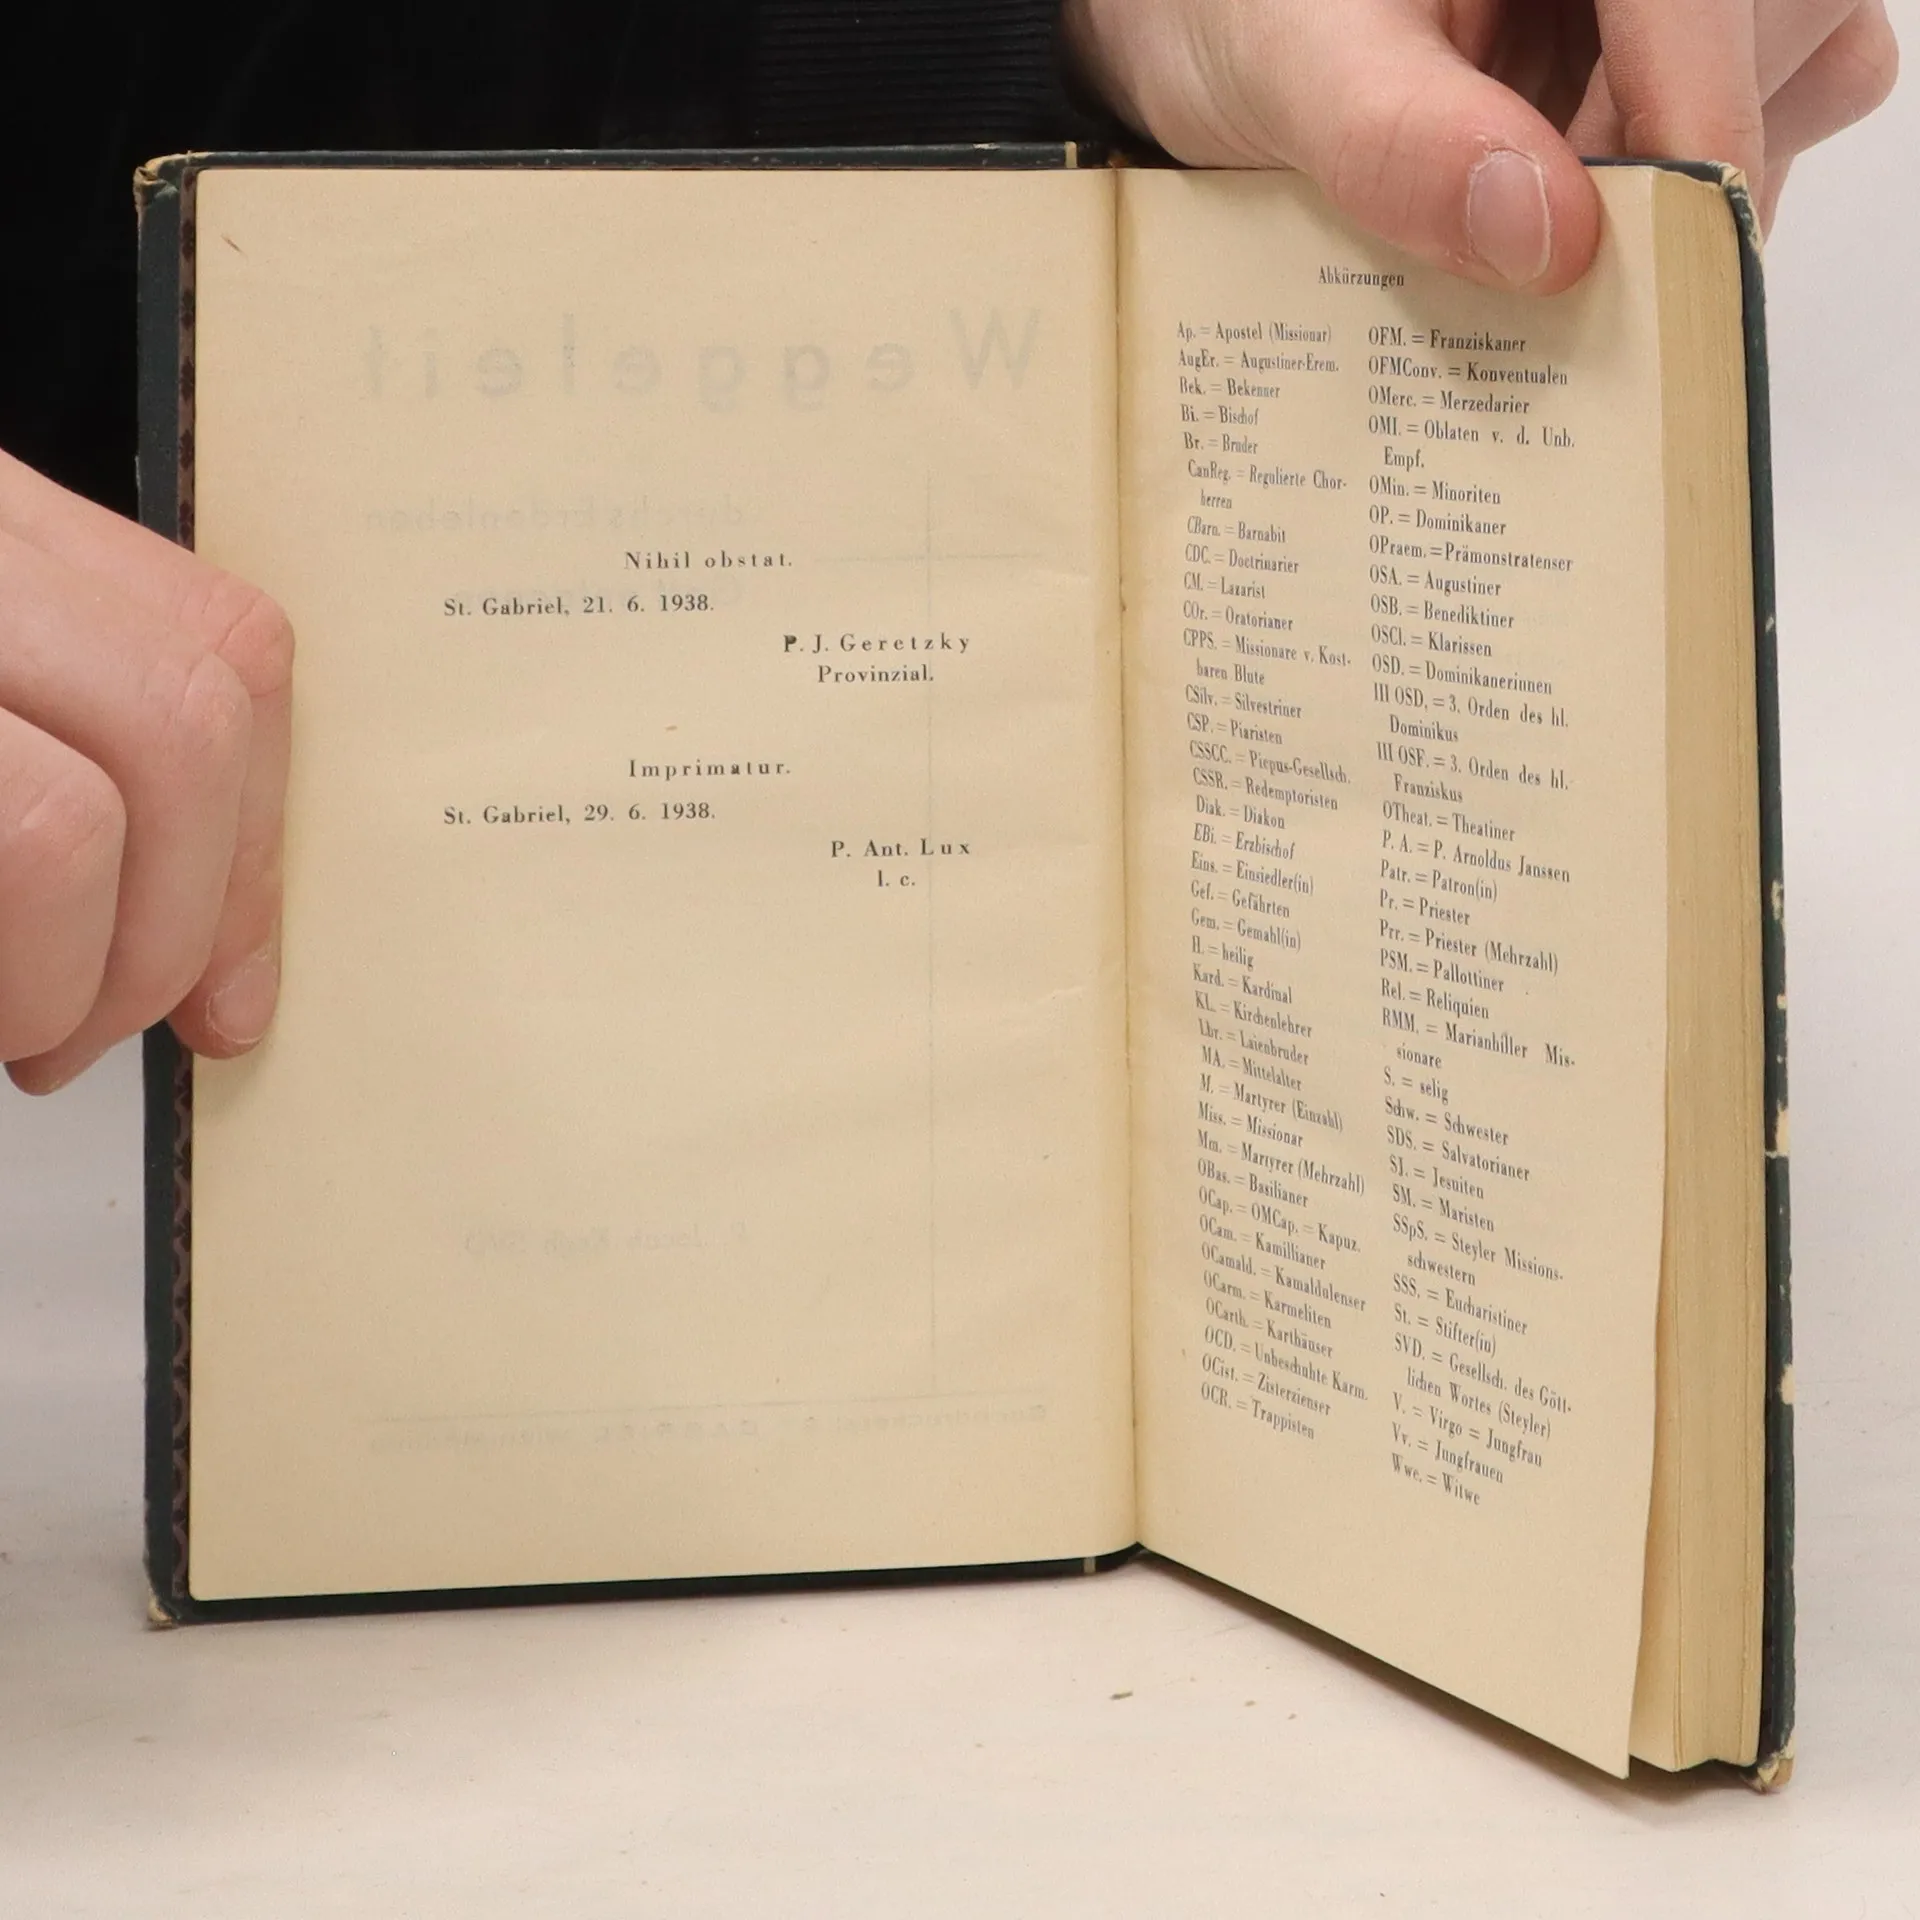 Nihil obstat.
St. Gabriel, 21. 6. 1938.
P. J. Geretzky
Provinzial.
Imprimatur.
St. Gabriel, 29. 6. 1938.
P. Ant. Lux
l. c.
Abkürzungen
Ap. = Apostel (Missionar)
AugEr. = Augustiner-Erem.
Bek. = Bekenner
Bi. = Bischof
Br. = Bruder
CanReg. = Regulierte Chor-
herren
CBarn. = Barnabit
CDC. = Doctrinarier
CM. = Lazarist
COr. = Oratorianer
CPPS. = Missionare v. Kost-
baren Blute
CSilv. = Silvestriner
CSP. = Piaristen
CSSCC. = Picpus-Gesellsch.
CSSR. = Redemptoristen
Diak. = Diakon
EBi. = Erzbischof
Eins. = Einsiedler(in)
Gef. = Gefährten
Gem. = Gemahl(in)
H. = heilig
Kard. = Kardinal
KL. = Kirchenlehrer
Lbr. = Laienbruder
MA. = Mittelalter
M. = Martyrer (Einzahl)
Miss. = Missionar
Mm. = Martyrer (Mehrzahl)
OBas. = Basilianer
OCap. = OMCap. = Kapuz.
OCam. = Kamillianer
OCamald. = Kamaldulenser
OCarm. = Karmeliten
OCarth. = Karthäuser
OCD. = Unbeschuhte Karm.
OCist. = Zisterzienser
OCR. = Trappisten
OFM. = Franziskaner
OFMConv. = Konventualen
OMerc. = Merzedarier
OMI. = Oblaten v. d. Unb.
Empf.
OMin. = Minoriten
OP. = Dominikaner
OPraem. = Prämonstratenser
OSA. = Augustiner
OSB. = Benediktiner
OSCl. = Klarissen
OSD. = Dominikanerinnen
III OSD. = 3. Orden des hl.
Dominikus
III OSF. = 3. Orden des hl.
Franziskus
OTheat. = Theatiner
P. A. = P. Arnoldus Janssen
Patr. = Patron(in)
Pr. = Priester
Prr. = Priester (Mehrzahl)
PSM. = Pallottiner
Rel. = Reliquien
RMM. = Marianhiller Mis-
sionare
S. = selig
Schw. = Schwester
SDS. = Salvatorianer
SJ. = Jesuiten
SM. = Maristen
SSpS. = Steyler Missions-
schwestern
SSS. = Eucharistiner
St. = Stifter(in)
SVD. = Gesellsch. des Gött-
lichen Wortes (Steyler)
V. = Virgo = Jungfrau
Vv. = Jungfrauen
Wwe. = Witwe